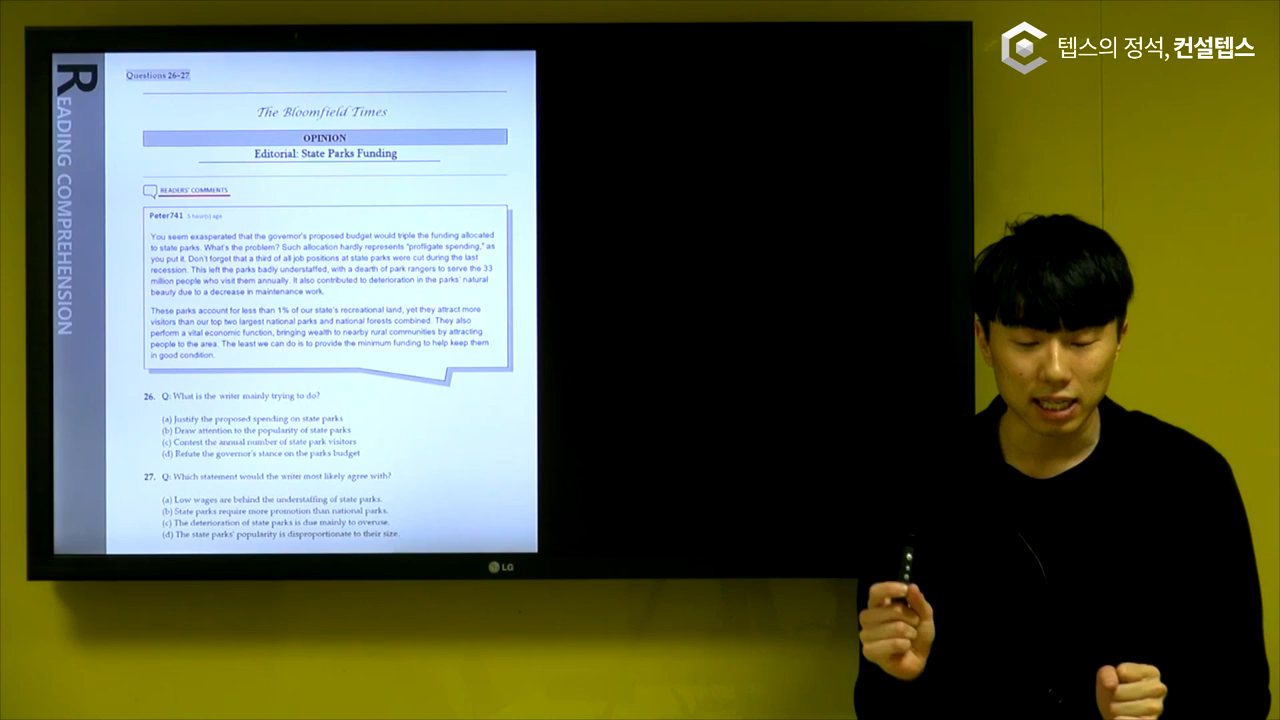 텝스의 정석, 컨설텝스
READING COMPREHENSION
Questions 26-27
The Bloomfield Times
OPINION
Editorial: State Parks Funding
READERS' COMMENTS
Peter741 5 hour(s) ago
You seem exasperated that the governor's proposed budget would triple the funding allocated
to state parks. What's the problem? Such allocation hardly represents "profligate spending," as
you put it. Don't forget that a third of all job positions at state parks were cut during the last
recession. This left the parks badly understaffed, with a dearth of park rangers to serve the 33
million people who visit them annually. It also contributed to deterioration in the parks' natural
beauty due to a decrease in maintenance work.
These parks account for less than 1% of our state's recreational land, yet they attract more
visitors than our top two largest national parks and national forests combined. They also
perform a vital economic function, bringing wealth to nearby rural communities by attracting
people to the area. The least we can do is to provide the minimum funding to help keep them
in good condition.
26. Q: What is the writer mainly trying to do?
(a) Justify the proposed spending on state parks
(b) Draw attention to the popularity of state parks
(c) Contest the annual number of state park visitors
(d) Refute the governor's stance on the parks budget
27. Q: Which statement would the writer most likely agree with?
(a) Low wages are behind the understaffing of state parks.
(b) State parks require more promotion than national parks.
(c) The deterioration of state parks is due mainly to overuse.
(d) The state parks' popularity is disproportionate to their size.
LG